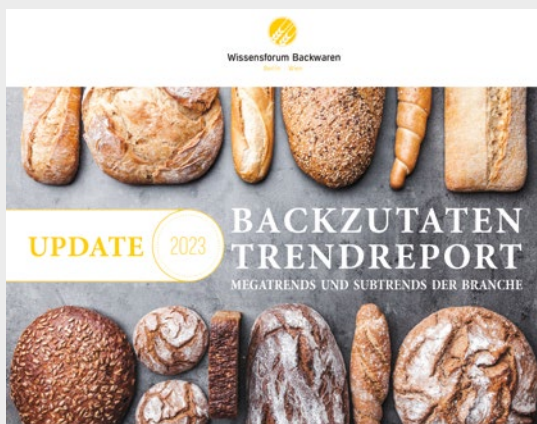 Wissensforum Backwaren
Berlin · Wien
UPDATE 2023
BACKZUTATEN
TRENDREPORT
MEGATRENDS UND SUBTRENDS DER BRANCHE